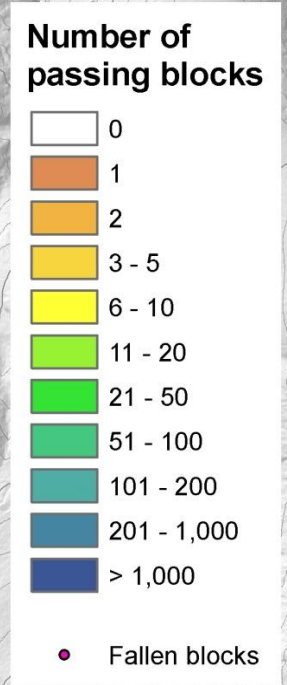 Number of
passing blocks
0
1
2
3 - 5
6 - 10
11 - 20
21 - 50
51 - 100
101 - 200
201 - 1,000
> 1,000
Fallen blocks